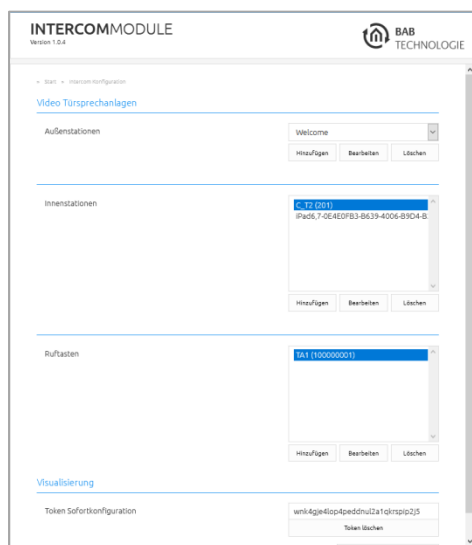 INTERCOMMODULE
Version 1.0.4
BAB
TECHNOLOGIE
Start Intercom Konfiguration
Video Türsprechanlagen
Außenstationen
Welcome
Hinzufügen Bearbeiten Löschen
Innenstationen
C_T2 (201)
iPad6,7-0E4E0FB3-B639-4006-B9D4-B
Hinzufügen Bearbeiten Löschen
Ruftasten
TA1 (100000001)
Hinzufügen Bearbeiten Löschen
Visualisierung
Token Sofortkonfiguration
wnk4gje4lop4peddnul2a1qkrspip2j5
Token löschen